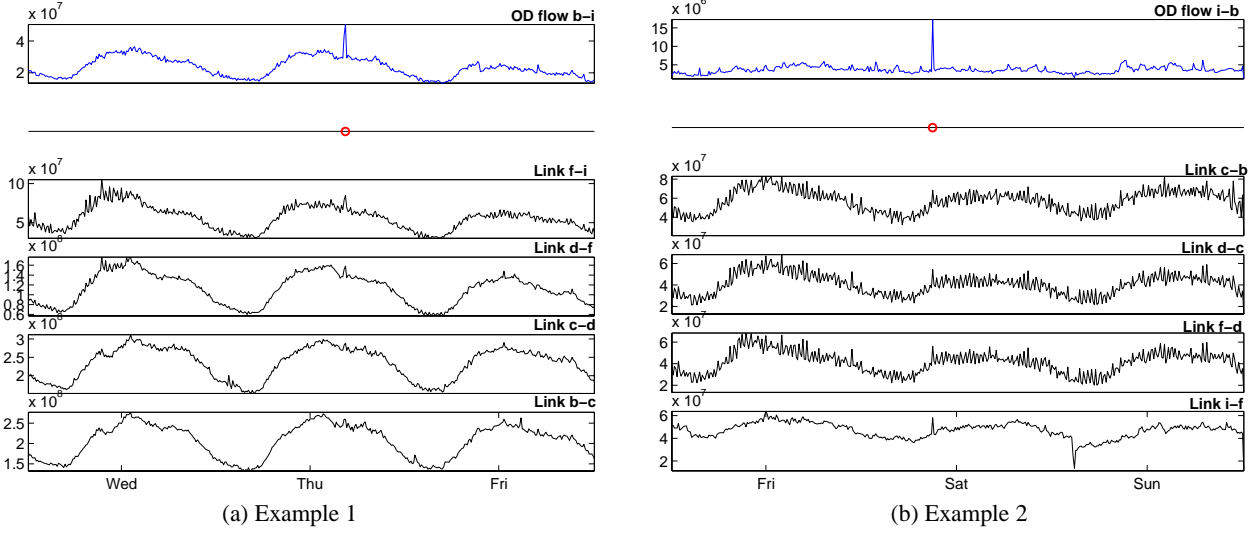 x 10^7
OD flow b−i
4
2
x 10^7
Link f−i
10
5
x 10^8
Link d−f
1.6
1.4
1.2
1
0.8
0.6
Link c−d
3
2.5
2
x 10^8
Link b−c
2.5
2
1.5
Wed Thu Fri
(a) Example 1
x 10^6
OD flow i−b
15
10
5
x 10^7
Link c−b
8
6
4
x 10^7
Link d−c
6
4
2
x 10^7
Link f−d
6
4
2
x 10^7
Link i−f
6
4
2
Fri Sat Sun
(b) Example 2